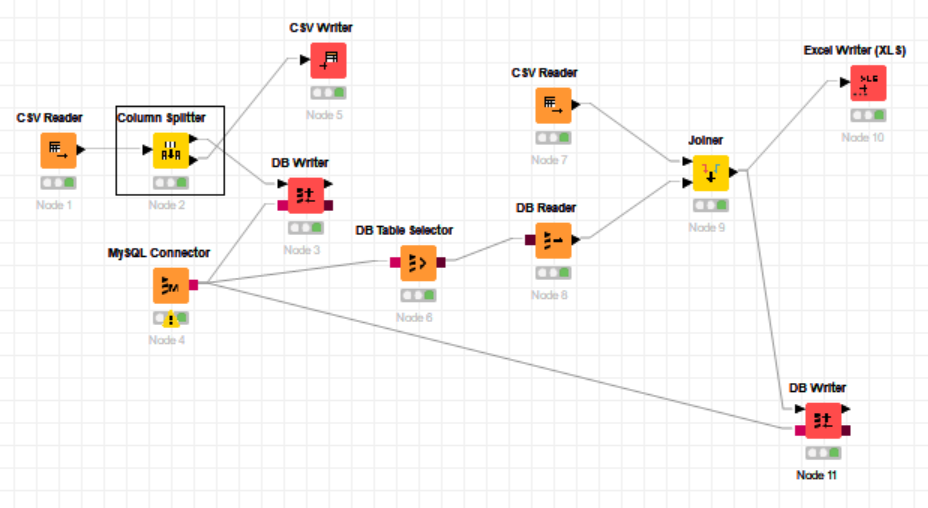 CSV Writer
Node 5
Excel Writer (XLS)
XLS
Node 10
CSV Reader
Node 7
CSV Reader
Node 1
Column Splitter
Node 2
Joiner
Node 9
DB Writer
Node 3
DB Reader
Node 8
DB Table Selector
Node 6
MySQL Connector
M
Node 4
DB Writer
Node 11